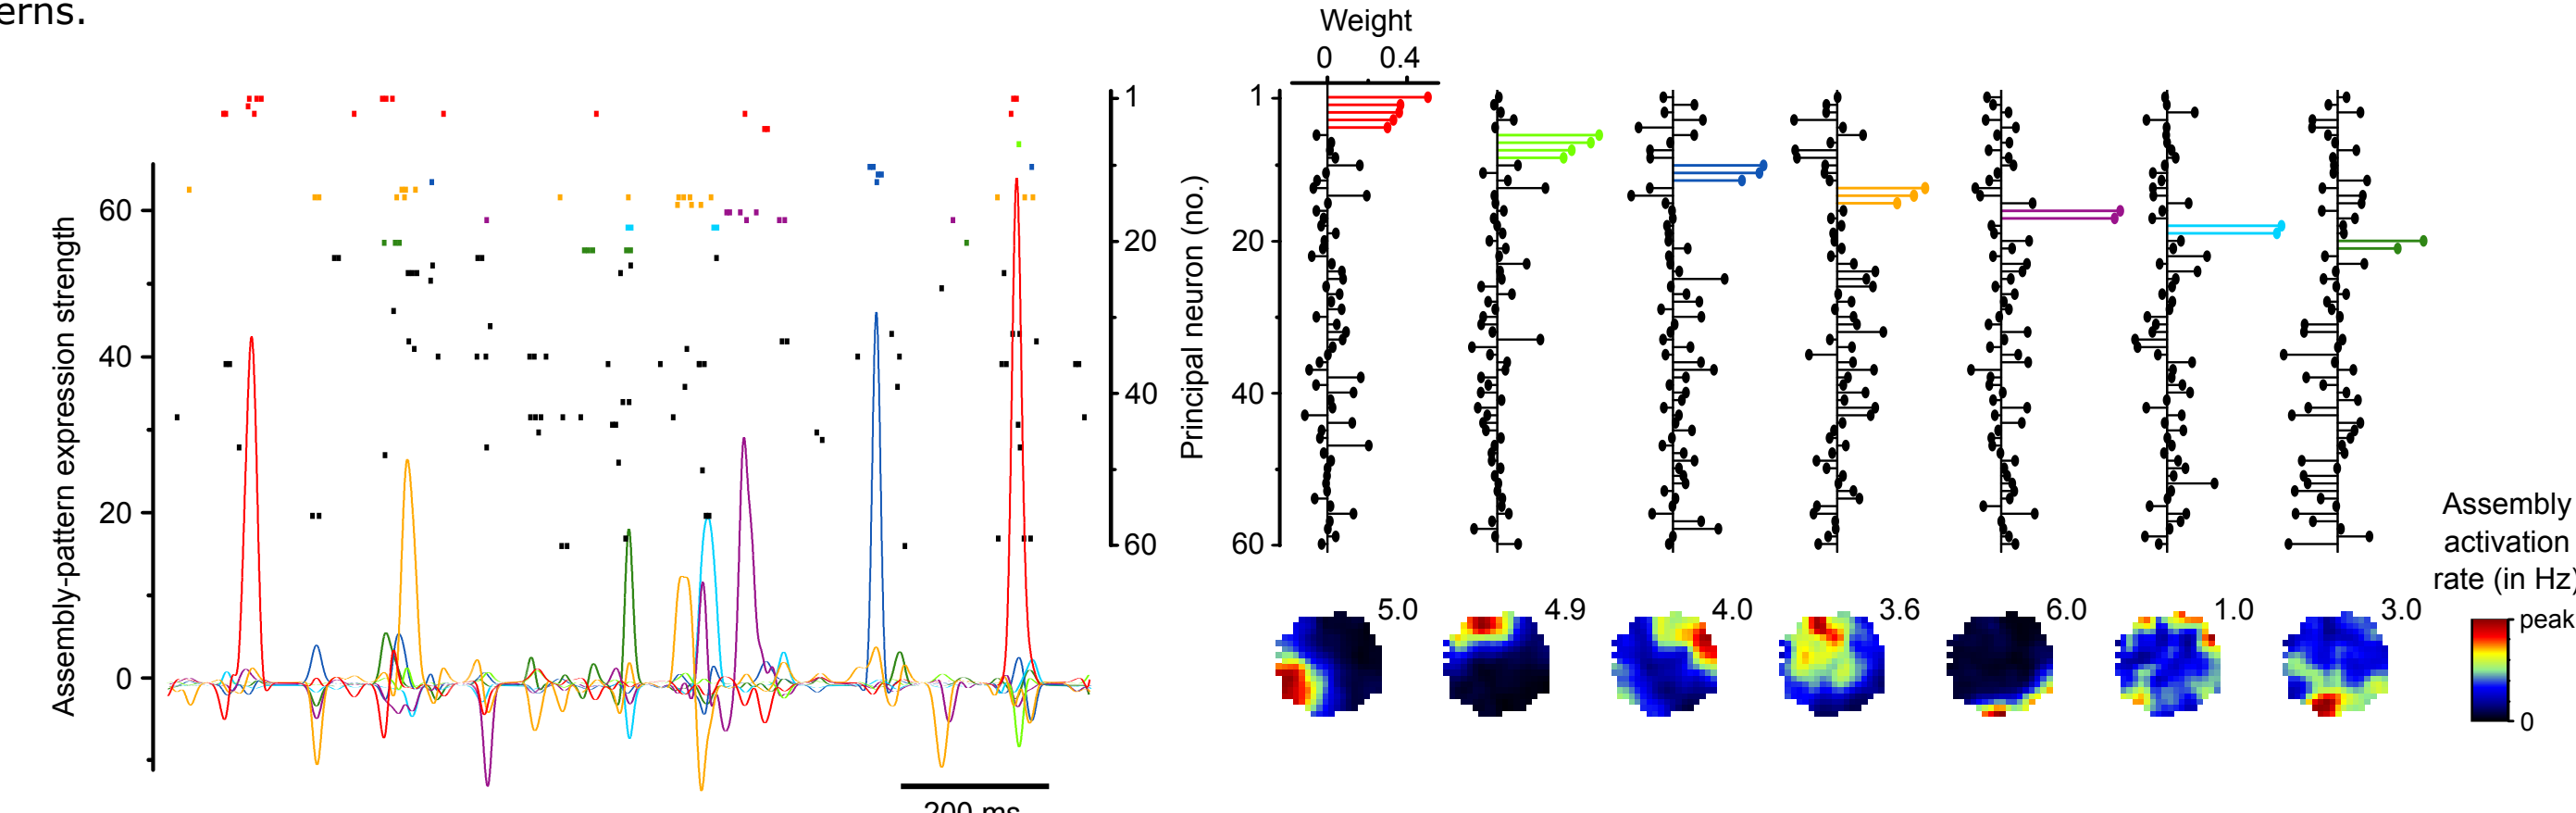 erns.
Weight
0 0.4
Assembly-pattern expression strength
60
40
20
0
1
20
40
60
Principal neuron (no.)
1
20
40
60
200 ms
5.0 4.9 4.0 3.6 6.0 1.0 3.0
Assembly
activation
rate (in Hz)
peak
0